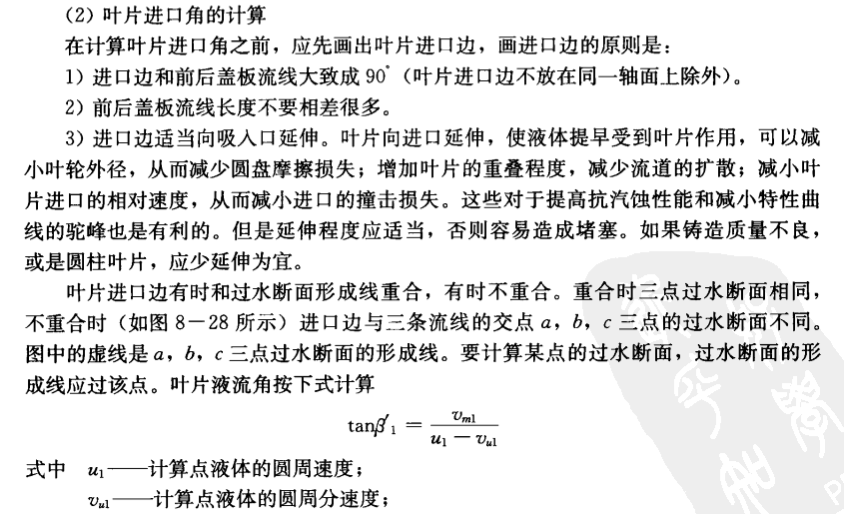 （2）叶片进口角的计算
在计算叶片进口角之前，应先画出叶片进口边，画进口边的原则是：
1）进口边和前后盖板流线大致成 90°（叶片进口边不放在同一轴面上除外）。
2）前后盖板流线长度不要相差很多。
3）进口边适当向吸入口延伸。叶片向进口延伸，使液体提早受到叶片作用，可以减
小叶轮外径，从而减少圆盘摩擦损失；增加叶片的重叠程度，减少流道的扩散；减小叶
片进口的相对速度，从而减小进口的撞击损失。这些对于提高抗汽蚀性能和减小特性曲
线的驼峰也是有利的。但是延伸程度应适当，否则容易造成堵塞。如果铸造质量不良，
或是圆柱叶片，应少延伸为宜。
叶片进口边有时和过水断面形成线重合，有时不重合。重合时三点过水断面相同，
不重合时（如图 8－28 所示）进口边与三条流线的交点 a，b，c 三点的过水断面不同。
图中的虚线是 a，b，c 三点过水断面的形成线。要计算某点的过水断面，过水断面的形
成线应过该点。叶片液流角按下式计算
tanβ′₁ = vₘ₁ / (u₁ － vᵤ₁)
式中 u₁——计算点液体的圆周速度；
vᵤ₁——计算点液体的圆周分速度；